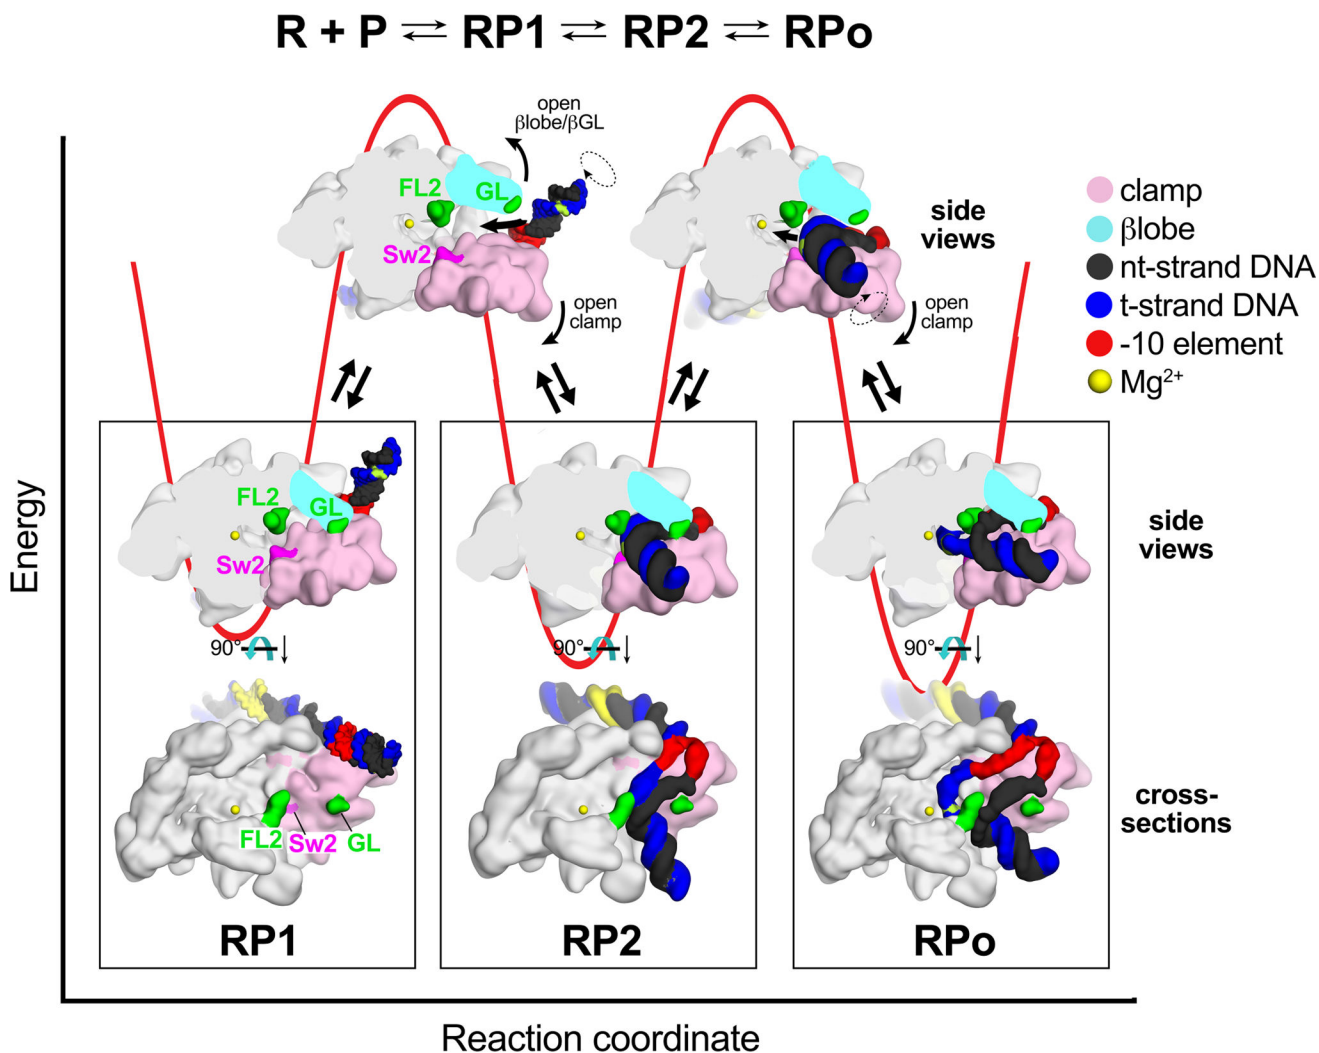 R + P ⇌ RP1 ⇌ RP2 ⇌ RPo
open
βlobe/βGL
FL2
GL
Sw2
open
clamp
side
views
open
clamp
clamp
βlobe
nt-strand DNA
t-strand DNA
-10 element
Mg²⁺
Energy
FL2
GL
Sw2
side
views
90°
90°
90°
FL2
Sw2
GL
cross-
sections
RP1
RP2
RPo
Reaction coordinate